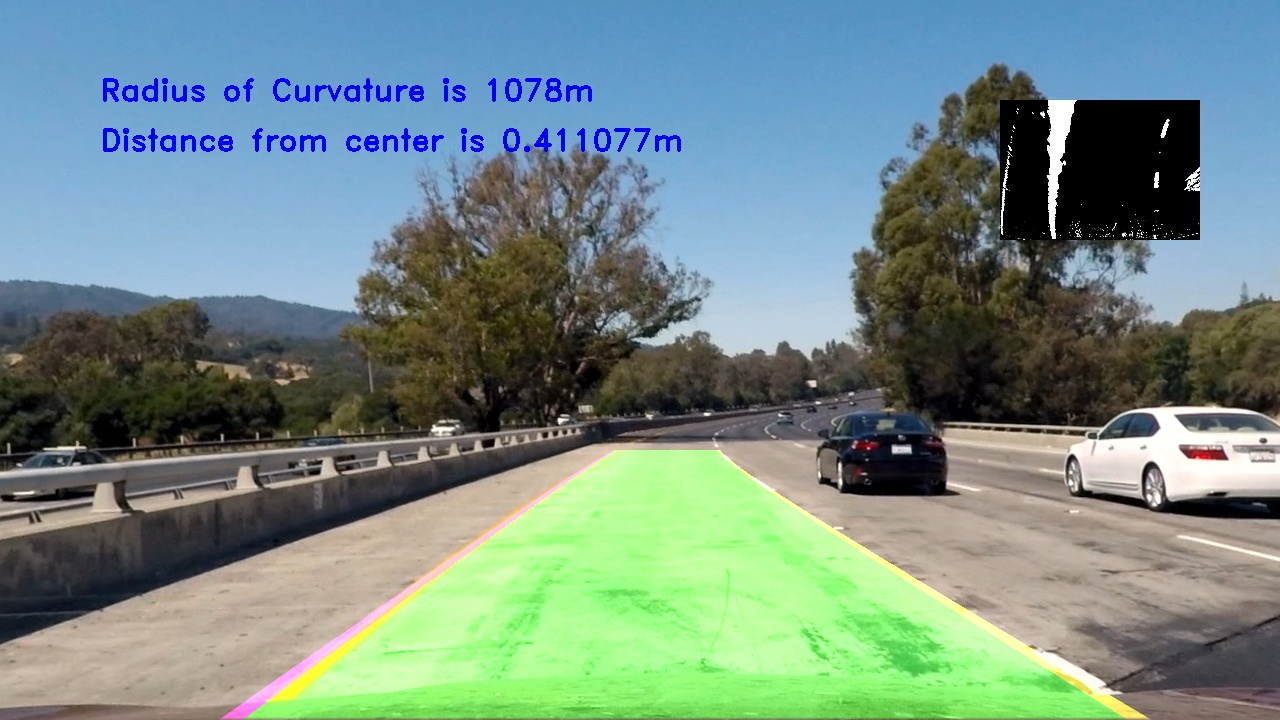 Radius of Curvature is 1078m
Distance from center is 0.411077m